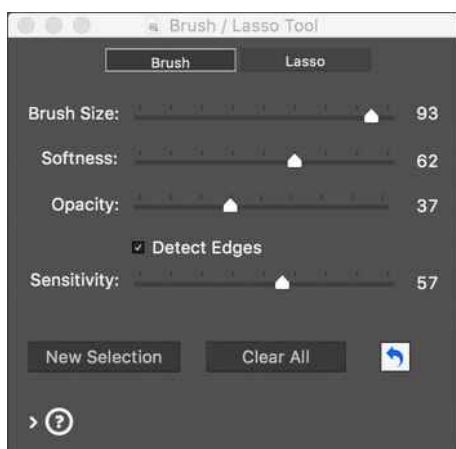 Brush / Lasso Tool
Brush Lasso
Brush Size: 93
Softness: 62
Opacity: 37
Detect Edges
Sensitivity: 57
New Selection Clear All
> ?